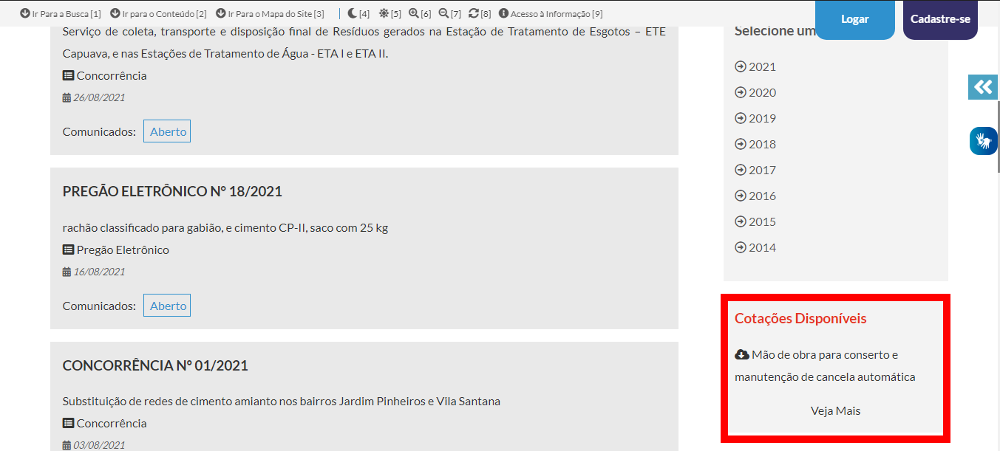 Ir Para a Busca [1] Ir para o Conteúdo [2] Ir Para o Mapa do Site [3] | [4] [5] [6] [7] [8] Acesso à Informação [9]
Logar
Cadastre-se
Serviço de coleta, transporte e disposição final de Resíduos gerados na Estação de Tratamento de Esgotos – ETE
Capuava, e nas Estações de Tratamento de Água - ETA I e ETA II.
Concorrência
26/08/2021
Comunicados: Aberto
PREGÃO ELETRÔNICO N° 18/2021
rachão classificado para gabião, e cimento CP-II, saco com 25 kg
Pregão Eletrônico
16/08/2021
Comunicados: Aberto
CONCORRÊNCIA Nº 01/2021
Substituição de redes de cimento amianto nos bairros Jardim Pinheiros e Vila Santana
Concorrência
03/08/2021
Selecione um
2021
2020
2019
2018
2017
2016
2015
2014
Cotações Disponíveis
Mão de obra para conserto e
manutenção de cancela automática
Veja Mais